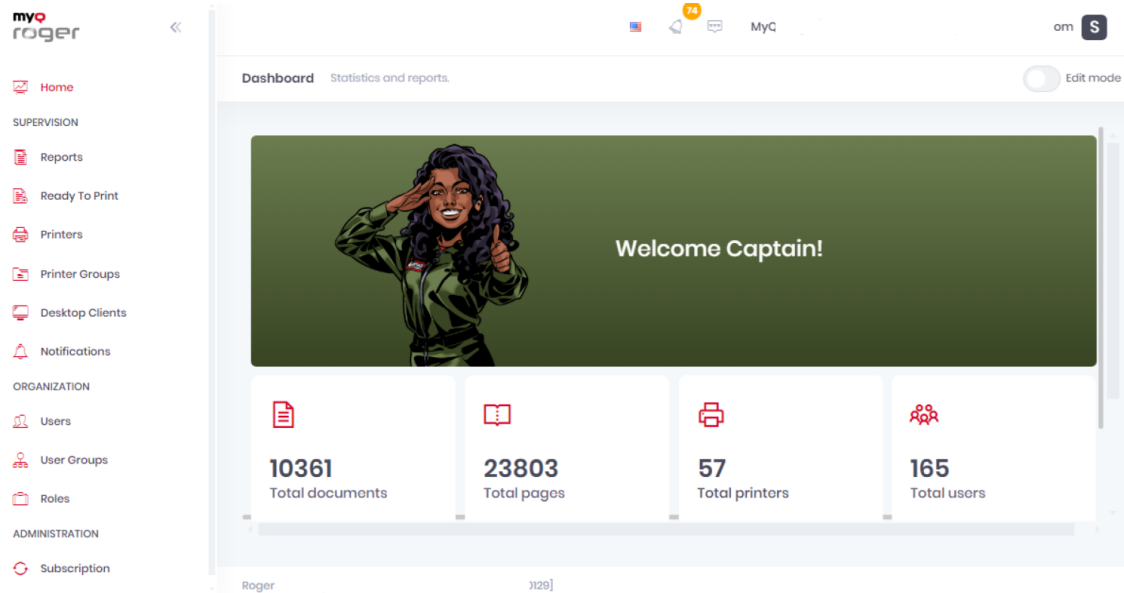 myQ
roger
74
MyQ
om
S
Home
Dashboard
Statistics and reports.
Edit mode
SUPERVISION
Reports
Ready To Print
Printers
Printer Groups
Desktop Clients
Notifications
ORGANIZATION
Users
User Groups
Roles
ADMINISTRATION
Subscription
Welcome Captain!
10361
Total documents
23803
Total pages
57
Total printers
165
Total users
Roger
0129]